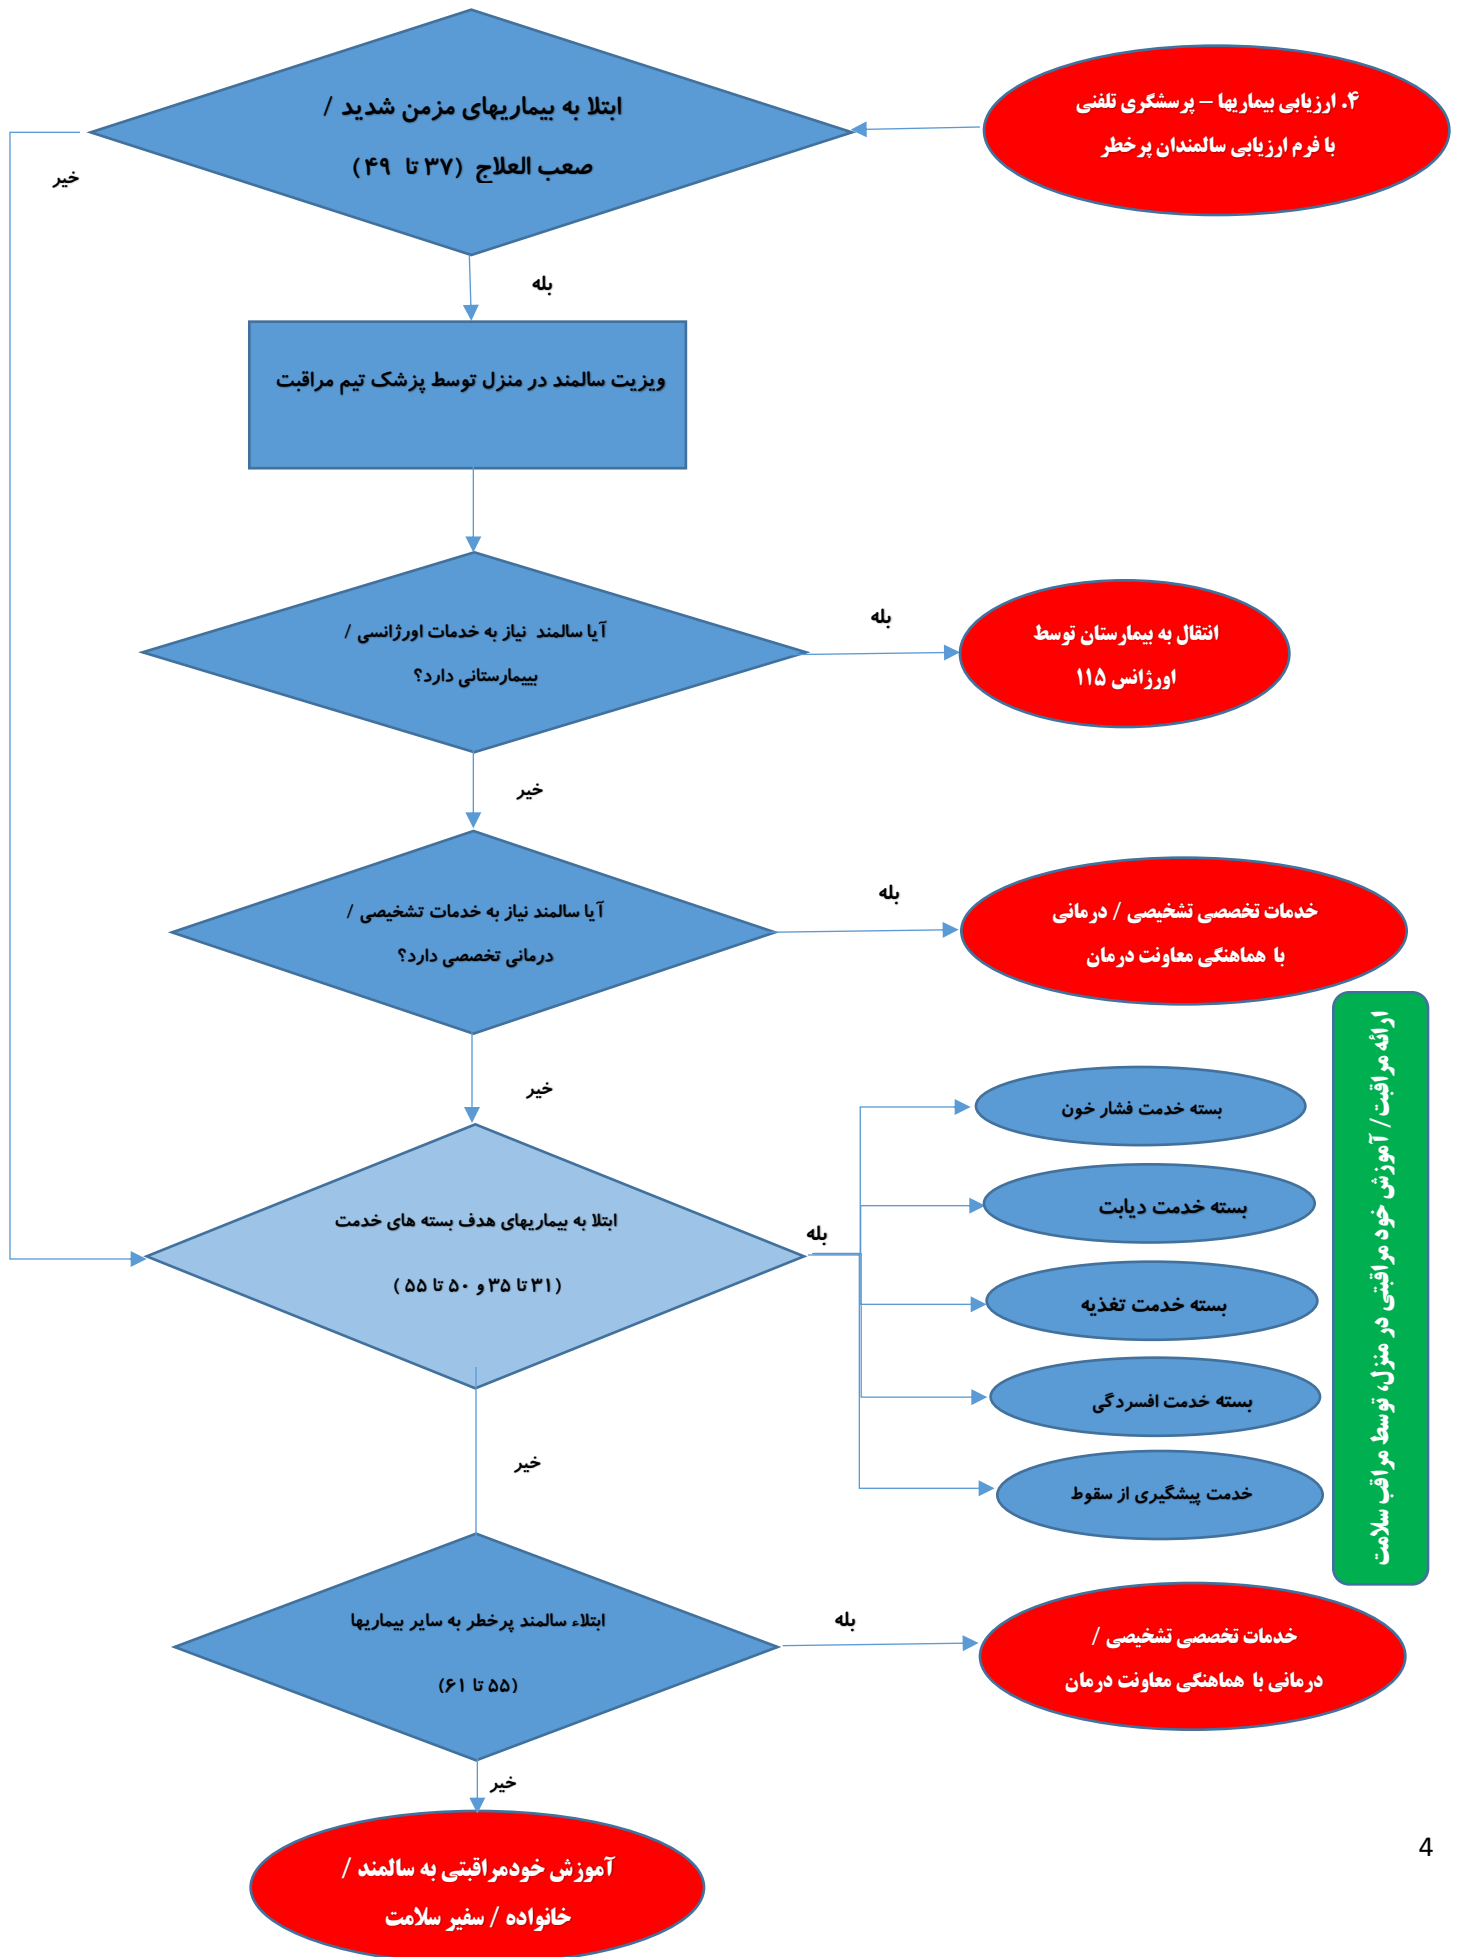 ۴. ارزیابی بیماریها – پرسشگری تلفنی
با فرم ارزیابی سالمندان پرخطر
ابتلا به بیماریهای مزمن شدید /
صعب العلاج (۳۷ تا ۴۹)
خیر
بله
ویزیت سالمند در منزل توسط پزشک تیم مراقبت
آیا سالمند نیاز به خدمات اورژانسی /
بییمارستانی دارد؟
بله
انتقال به بیمارستان توسط
اورژانس ۱۱۵
خیر
آیا سالمند نیاز به خدمات تشخیصی /
درمانی تخصصی دارد؟
بله
خدمات تخصصی تشخیصی / درمانی
با هماهنگی معاونت درمان
خیر
ابتلا به بیماریهای هدف بسته های خدمت
(۳۱ تا ۳۵ و ۵۰ تا ۵۵ )
بله
بسته خدمت فشار خون
بسته خدمت دیابت
بسته خدمت تغذیه
بسته خدمت افسردگی
خدمت پیشگیری از سقوط
ارائه مراقبت / آموزش خود مراقبتی در منزل، توسط مراقب سلامت
خیر
ابتلاء سالمند پرخطر به سایر بیماریها
(۵۵ تا ۶۱)
بله
خدمات تخصصی تشخیصی /
درمانی با هماهنگی معاونت درمان
خیر
آموزش خودمراقبتی به سالمند /
خانواده / سفیر سلامت
4